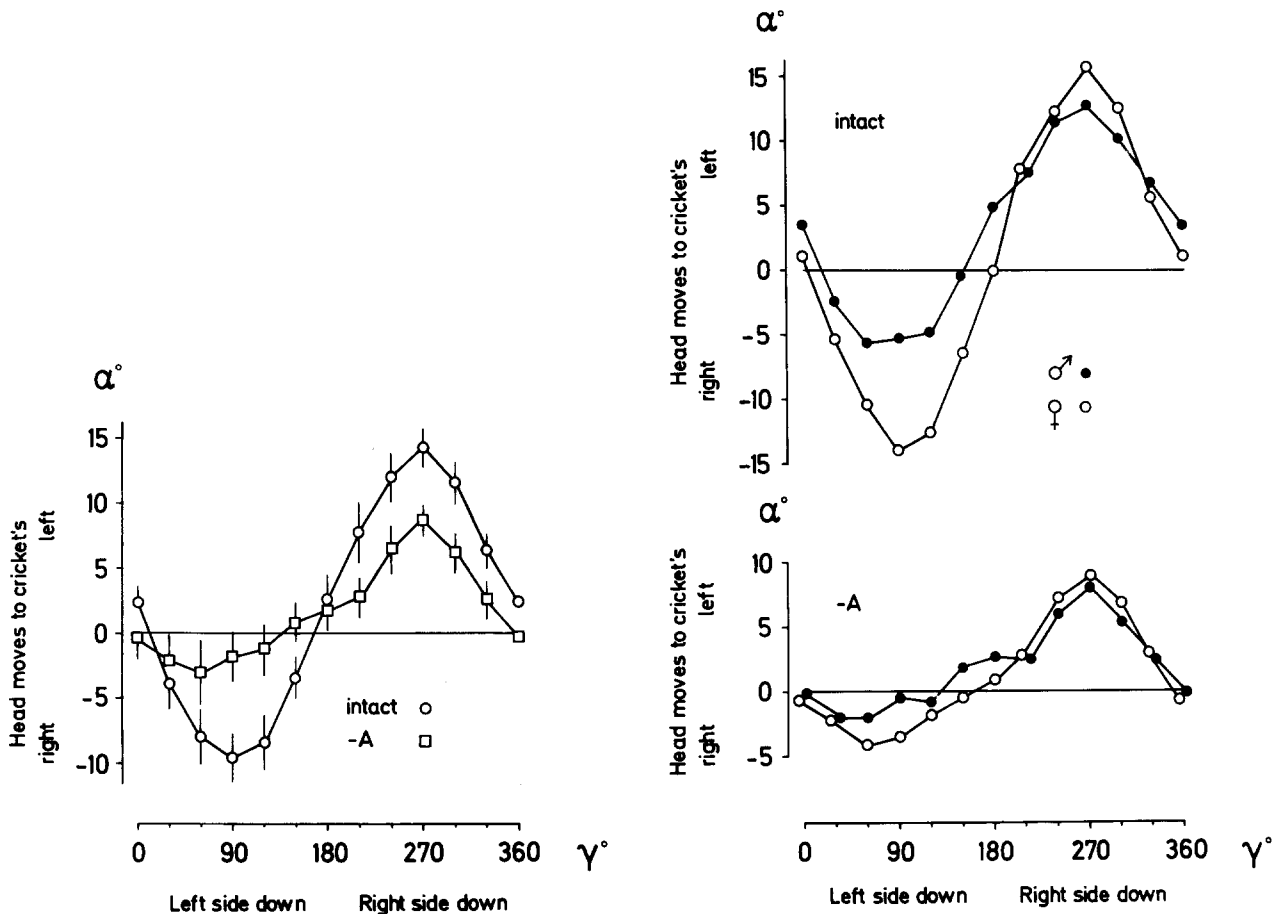 α°
15
10
5
0
-5
-10
Head moves to cricket's
right left
intact ○
-A □
0 90 180 270 360 γ°
Left side down Right side down
α°
15
10
5
0
-5
-10
-15
Head moves to cricket's
right left
intact
♂ ●
♀ ○
α°
10
5
0
-5
Head moves to cricket's
right left
-A
0 90 180 270 360 γ°
Left side down Right side down